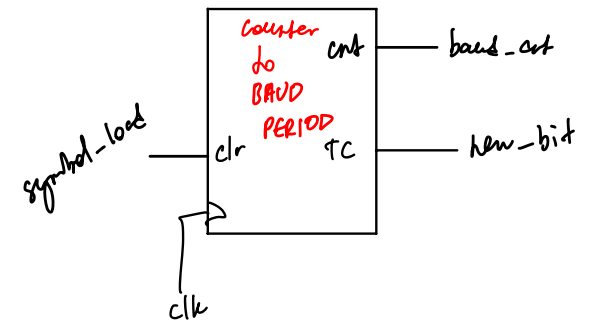 Counter
to
BAUD
PERIOD
cnt
baud_cnt
symbol_load
clr
TC
new_bit
clk